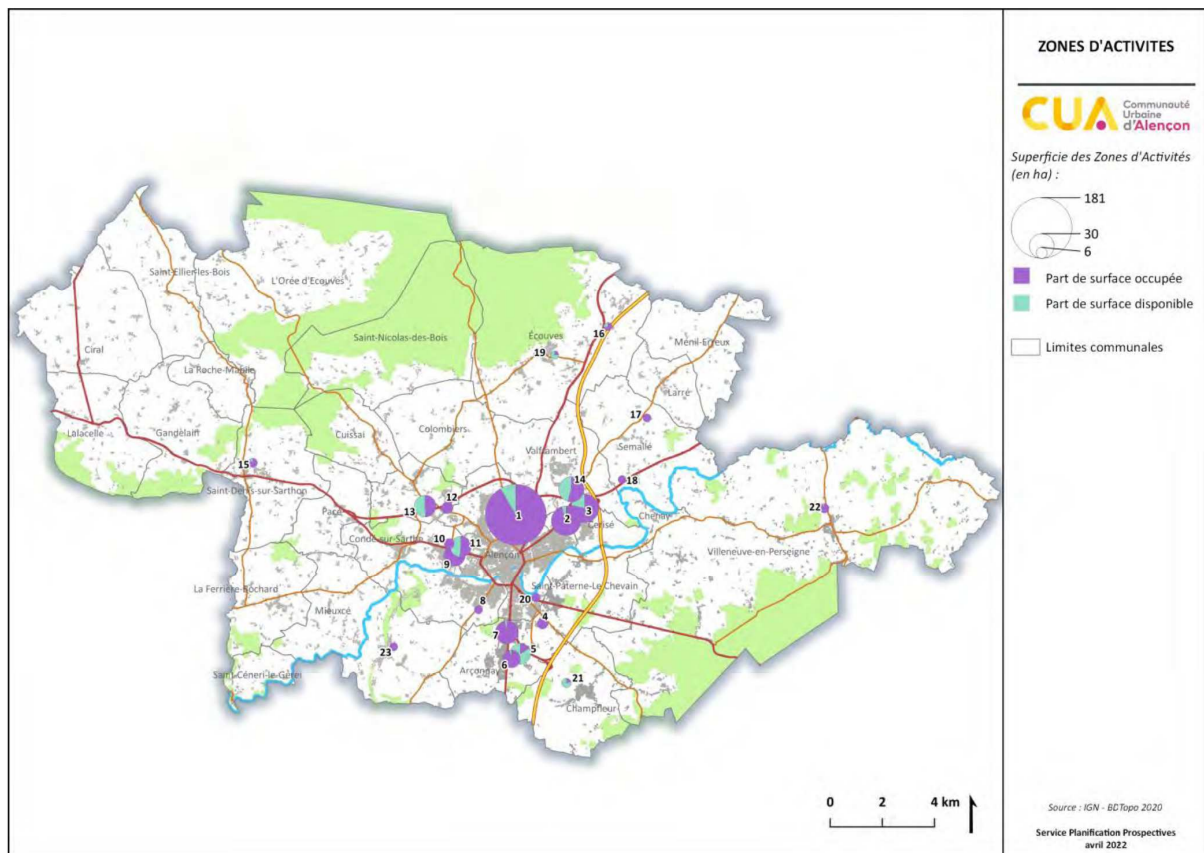 ZONES D'ACTIVITES
CUA
Communauté
Urbaine
d'Alençon
Superficie des Zones d'Activités
(en ha) :
181
30
6
Part de surface occupée
Part de surface disponible
Limites communales
Saint-Ellier-les-Bois
L'Orée d'Ecouves
Saint-Nicolas-des-Bois
Écouves
16
19
Ménil-Erreux
Ciral
La Roche-Mabile
Larré
17
Lalacelle
Gandelain
Cuissai
Colombiers
Semallé
Valframbert
15
Saint-Denis-sur-Sarthon
14
18
13
12
1
2
3
22
Pacé
Cerisé
Chenay
Condé-sur-Sarthe
10
11
9
Alençon
Villeneuve-en-Perseigne
La Ferrière-Bochard
Saint-Paterne-Le Chevain
Mieuxcé
8
20
4
7
23
5
6
Arçonnay
21
Saint-Céneri-le-Gérei
Champfleur
0 2 4 km
Source : IGN - BDTopo 2020
Service Planification Prospectives
avril 2022